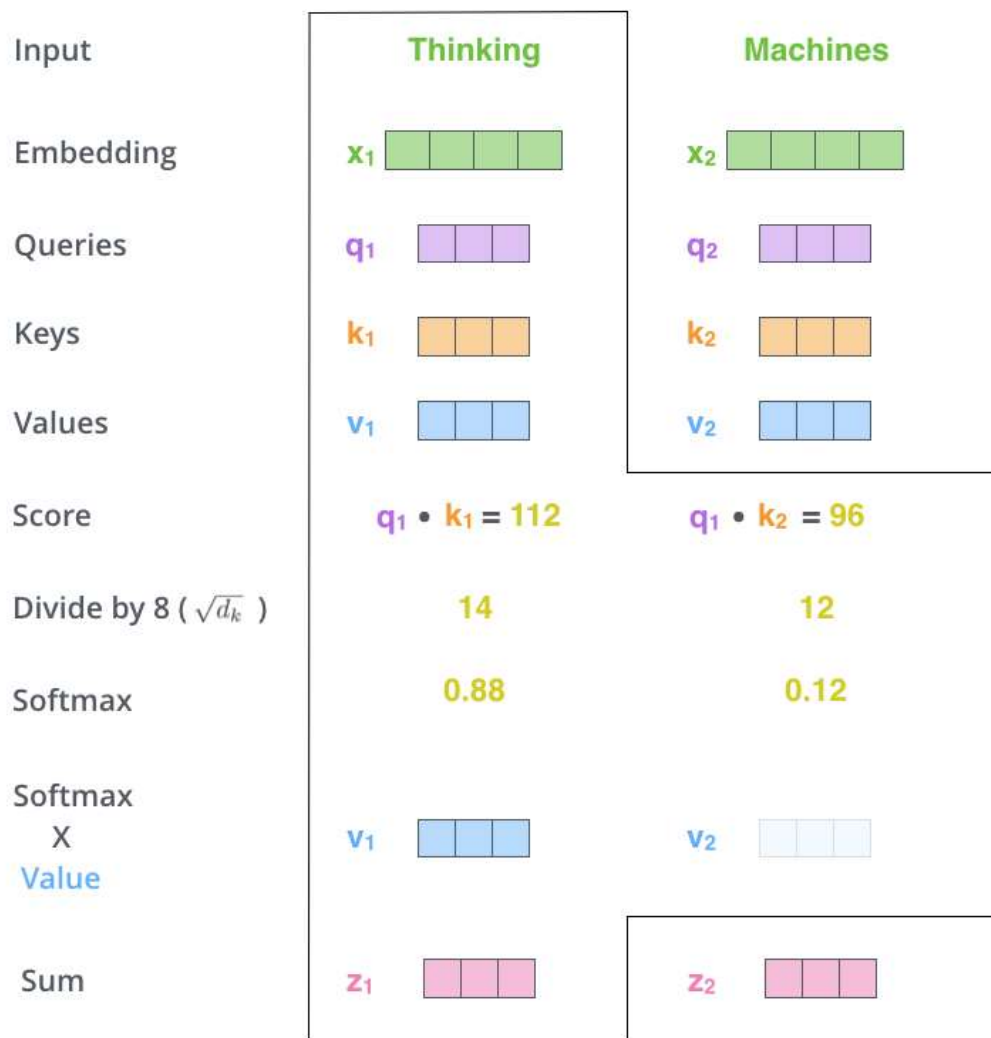 Input Thinking Machines
Embedding x₁ x₂
Queries q₁ q₂
Keys k₁ k₂
Values v₁ v₂
Score q₁ • k₁ = 112 q₁ • k₂ = 96
Divide by 8 ( √dₖ ) 14 12
Softmax 0.88 0.12
Softmax
X
Value v₁ v₂
Sum z₁ z₂